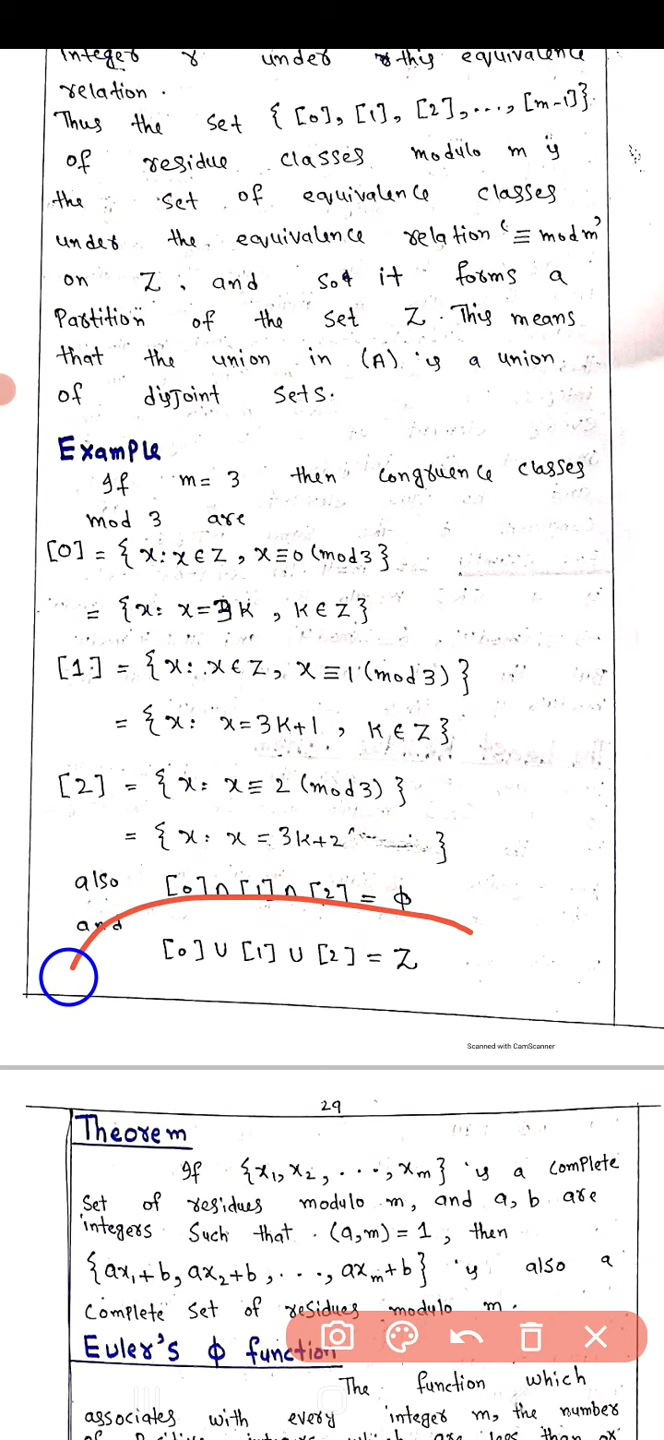 integer r under this equivalence
relation.
Thus the set { [0], [1], [2],..., [m-1]}
of residue classes modulo m is
the set of equivalence classes
under the equivalence relation '≡ mod m'
on Z, and so it forms a
Partition of the set Z. This means
that the union in (A) is a union
of disjoint sets.
Example
If m= 3 then congruence classes
mod 3 are
[0] = { x: x∈Z, x≡0 (mod3}
= {x: x=3K, K∈Z}
[1] = {x: x∈Z, x≡1 (mod3)}
= {x: x=3K+1, K∈Z}
[2] = {x: x≡ 2 (mod3)}
= {x: x = 3K+2 }
also [0]∩[1]∩[2] = ϕ
and
[0] ∪ [1] ∪ [2] = Z
Scanned with CamScanner
29
Theorem
If {x₁, x₂, ...., xₘ} is a complete
set of residues modulo m, and a, b are
integers such that (a,m) = 1, then
{ax₁+b, ax₂+b, ..., axₘ+b} is also a
complete set of residues modulo m.
Euler's ϕ function
The function which
associates with every integer m, the number